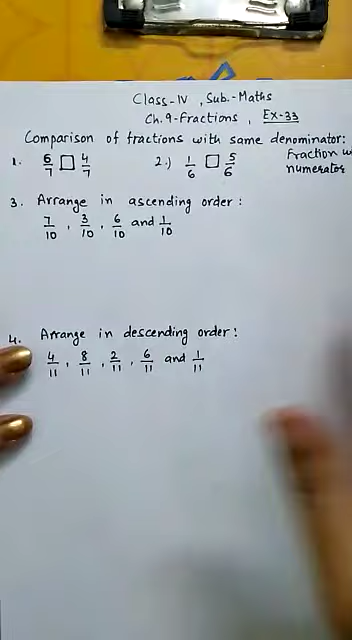 Class-IV , Sub.-Maths
Ch.9-Fractions , Ex-33
Comparison of fractions with same denominator:
1. 6/7 □ 4/7 2.) 1/6 □ 5/6 Fraction
numerator
3. Arrange in ascending order:
7/10 , 3/10 , 6/10 and 1/10
4. Arrange in descending order:
4/11 , 8/11 , 2/11 , 6/11 and 1/11